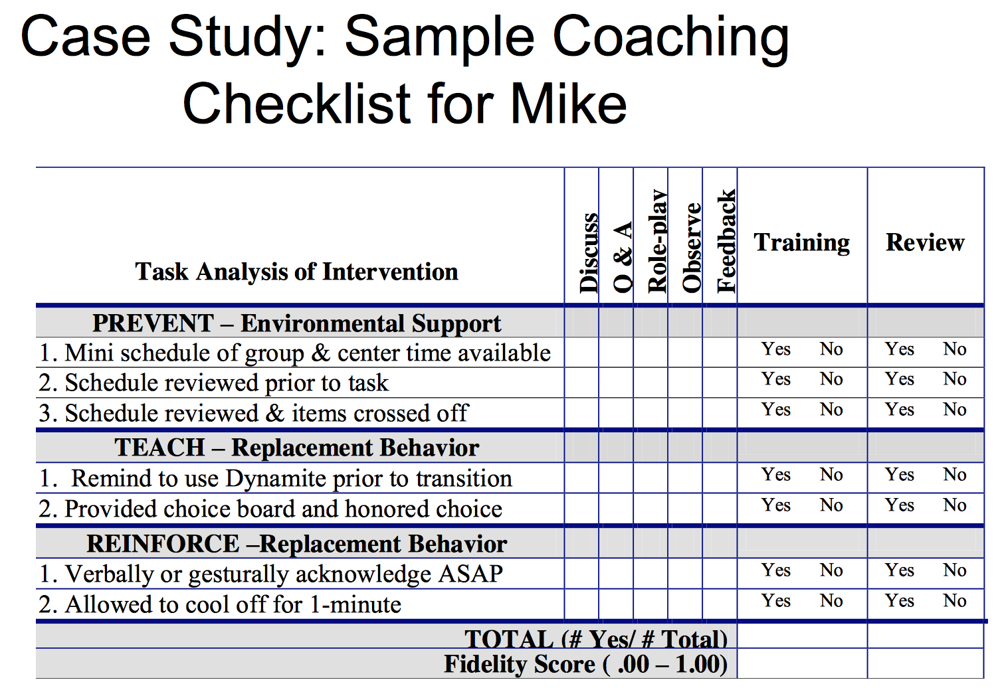 Case Study: Sample Coaching
Checklist for Mike
Task Analysis of Intervention Discuss Q & A Role-play Observe Feedback Training Review
PREVENT – Environmental Support
1. Mini schedule of group & center time available Yes No Yes No
2. Schedule reviewed prior to task Yes No Yes No
3. Schedule reviewed & items crossed off Yes No Yes No
TEACH – Replacement Behavior
1. Remind to use Dynamite prior to transition Yes No Yes No
2. Provided choice board and honored choice Yes No Yes No
REINFORCE –Replacement Behavior
1. Verbally or gesturally acknowledge ASAP Yes No Yes No
2. Allowed to cool off for 1-minute Yes No Yes No
TOTAL (# Yes/ # Total)
Fidelity Score ( .00 – 1.00)